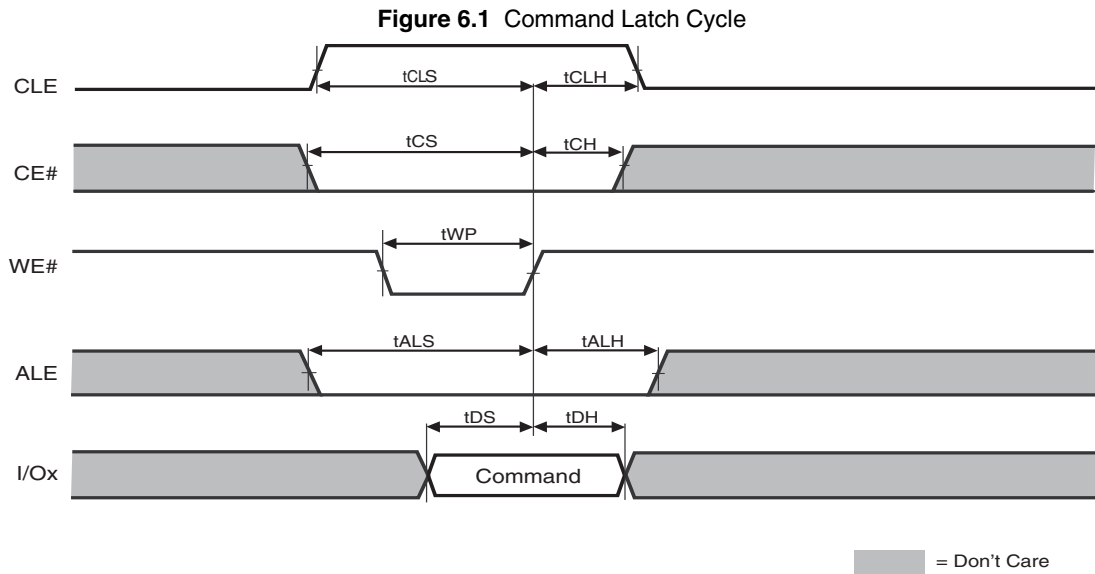 Figure 6.1 Command Latch Cycle
CLE
tCLS
tCLH
CE#
tCS
tCH
WE#
tWP
ALE
tALS
tALH
I/Ox
tDS
tDH
Command
= Don't Care